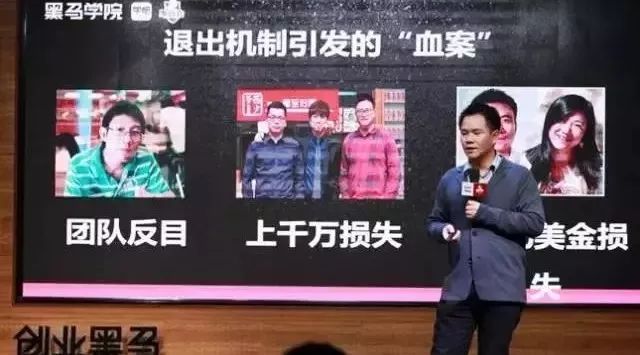 黑马学院
退出机制引发的“血案”
团队反目
上千万损失
美金损
失
创业黑马